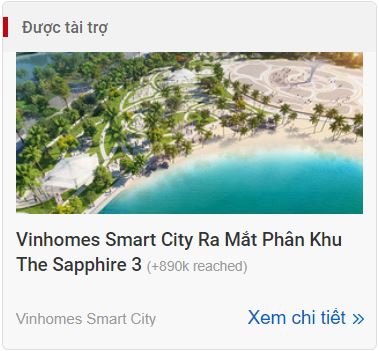 Được tài trợ
Vinhomes Smart City Ra Mắt Phân Khu
The Sapphire 3 (+890k reached)
Vinhomes Smart City
Xem chi tiết »